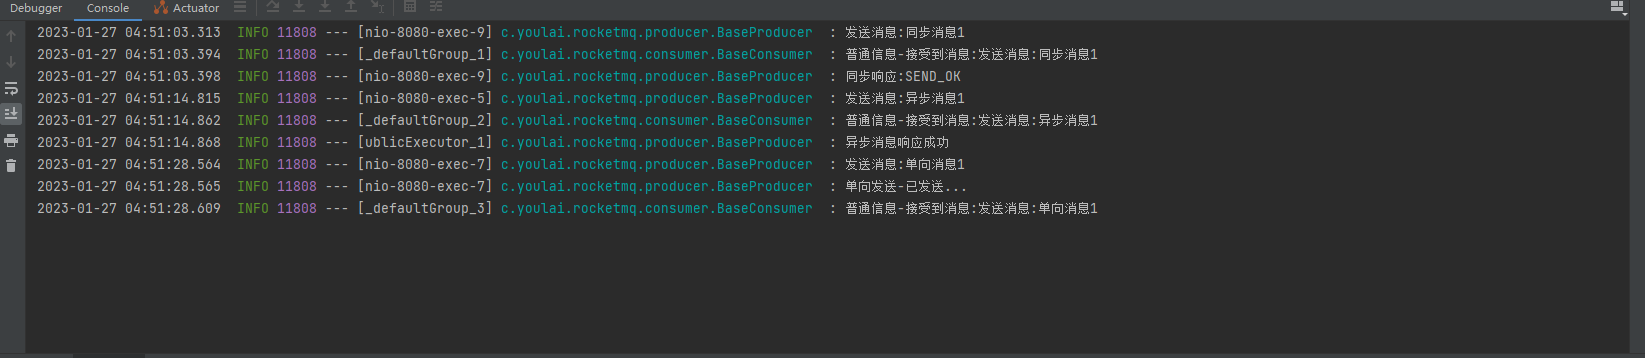 Debugger Console Actuator
2023-01-27 04:51:03.313 INFO 11808 --- [nio-8080-exec-9] c.youlai.rocketmq.producer.BaseProducer : 发送消息:同步消息1
2023-01-27 04:51:03.394 INFO 11808 --- [_defaultGroup_1] c.youlai.rocketmq.consumer.BaseConsumer : 普通信息-接受到消息:发送消息:同步消息1
2023-01-27 04:51:03.398 INFO 11808 --- [nio-8080-exec-9] c.youlai.rocketmq.producer.BaseProducer : 同步响应:SEND_OK
2023-01-27 04:51:14.815 INFO 11808 --- [nio-8080-exec-5] c.youlai.rocketmq.producer.BaseProducer : 发送消息:异步消息1
2023-01-27 04:51:14.862 INFO 11808 --- [_defaultGroup_2] c.youlai.rocketmq.consumer.BaseConsumer : 普通信息-接受到消息:发送消息:异步消息1
2023-01-27 04:51:14.868 INFO 11808 --- [ublicExecutor_1] c.youlai.rocketmq.producer.BaseProducer : 异步消息响应成功
2023-01-27 04:51:28.564 INFO 11808 --- [nio-8080-exec-7] c.youlai.rocketmq.producer.BaseProducer : 发送消息:单向消息1
2023-01-27 04:51:28.565 INFO 11808 --- [nio-8080-exec-7] c.youlai.rocketmq.producer.BaseProducer : 单向发送-已发送...
2023-01-27 04:51:28.609 INFO 11808 --- [_defaultGroup_3] c.youlai.rocketmq.consumer.BaseConsumer : 普通信息-接受到消息:发送消息:单向消息1